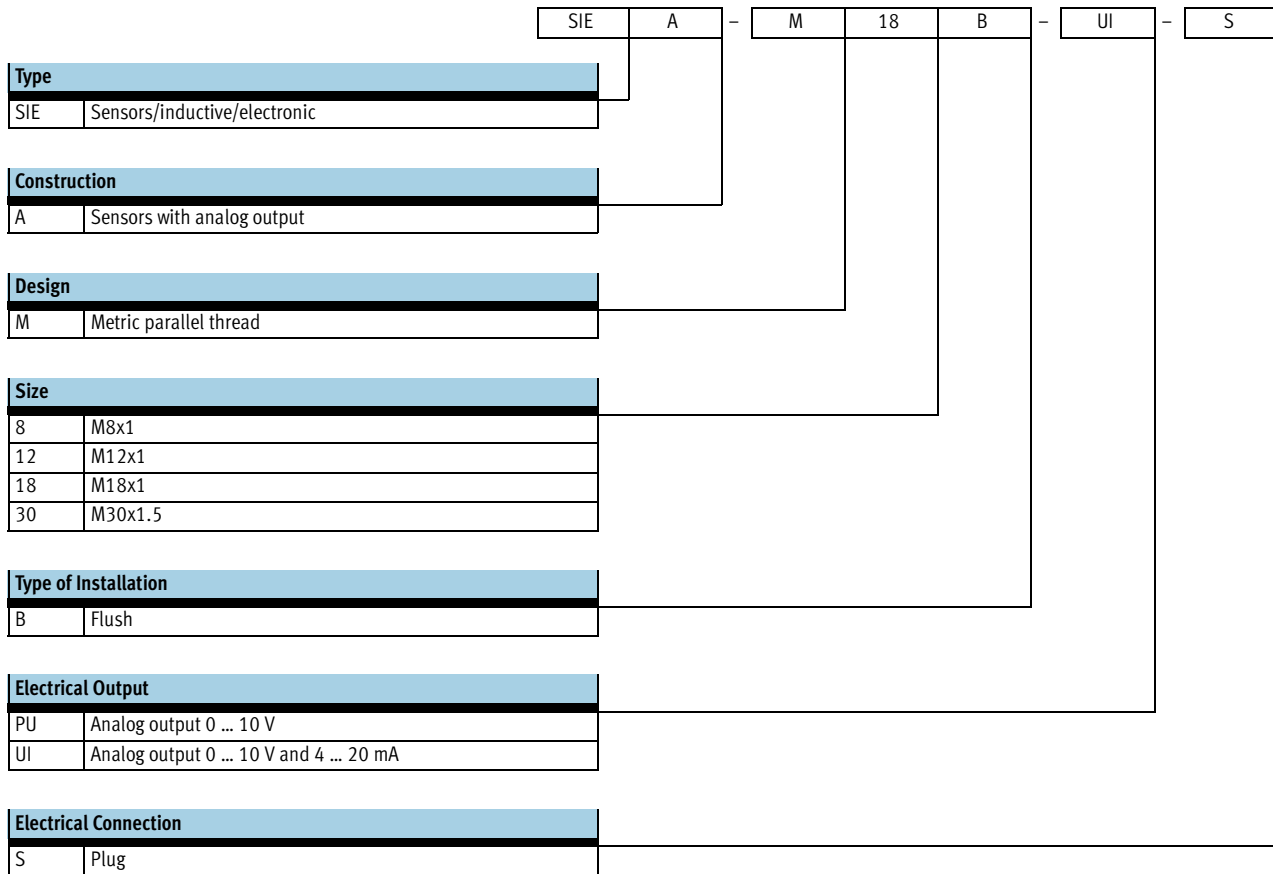 SIE A – M 18 B – UI – S
Type
SIE Sensors/inductive/electronic
Construction
A Sensors with analog output
Design
M Metric parallel thread
Size
8 M8x1
12 M12x1
18 M18x1
30 M30x1.5
Type of Installation
B Flush
Electrical Output
PU Analog output 0 ... 10 V
UI Analog output 0 ... 10 V and 4 ... 20 mA
Electrical Connection
S Plug